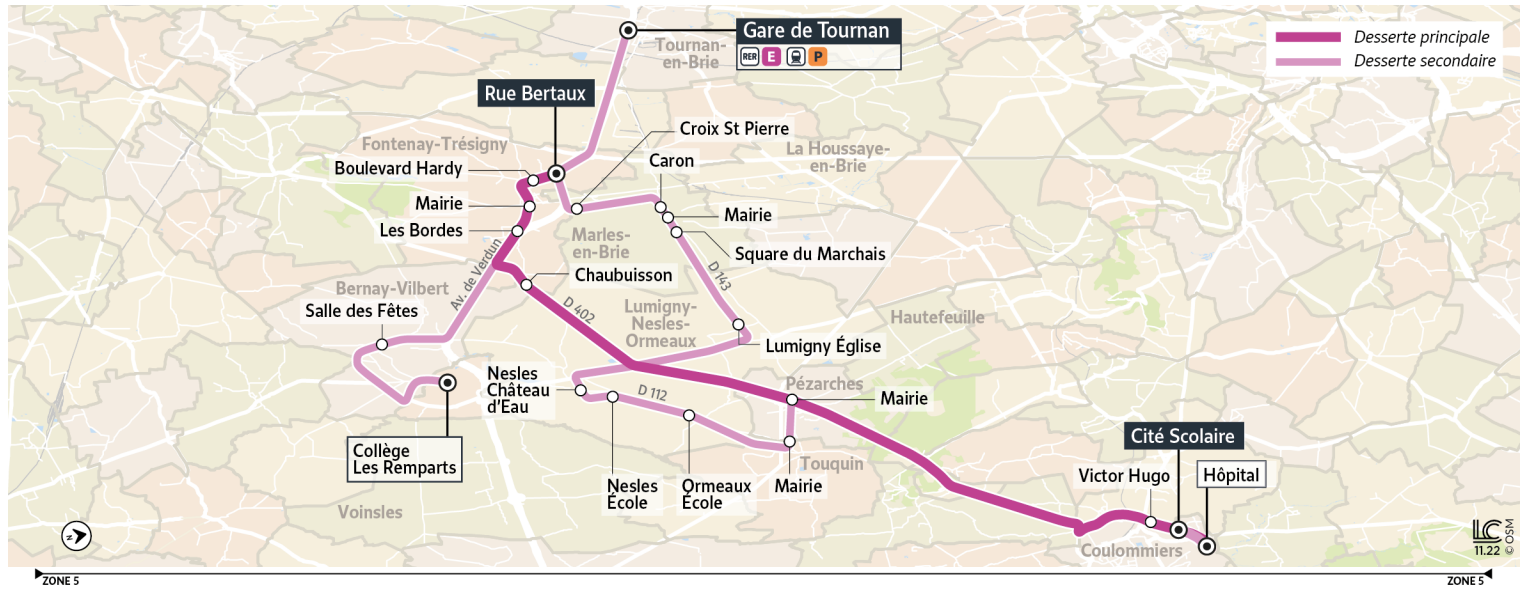 Gare de Tournan
RER E P
Tournan-
en-Brie
Desserte principale
Desserte secondaire
Rue Bertaux
Fontenay-Trésigny
Croix St Pierre
La Houssaye-
en-Brie
Boulevard Hardy
Caron
Mairie
Mairie
Les Bordes
Marles-
en-Brie
Square du Marchais
Av. de Verdun
Chaubuisson
D 143
Bernay-Vilbert
Salle des Fêtes
D 402
Lumigny-
Nesles-
Ormeaux
Hautefeuille
Lumigny Église
Nesles
Château
d'Eau
D 112
Pézarches
Mairie
Collège
Les Remparts
Cité Scolaire
Touquin
Victor Hugo
Hôpital
Nesles
École
Ormeaux
École
Mairie
Voinsles
N
Coulommiers
LC
11.22
© OSM
ZONE 5
ZONE 5